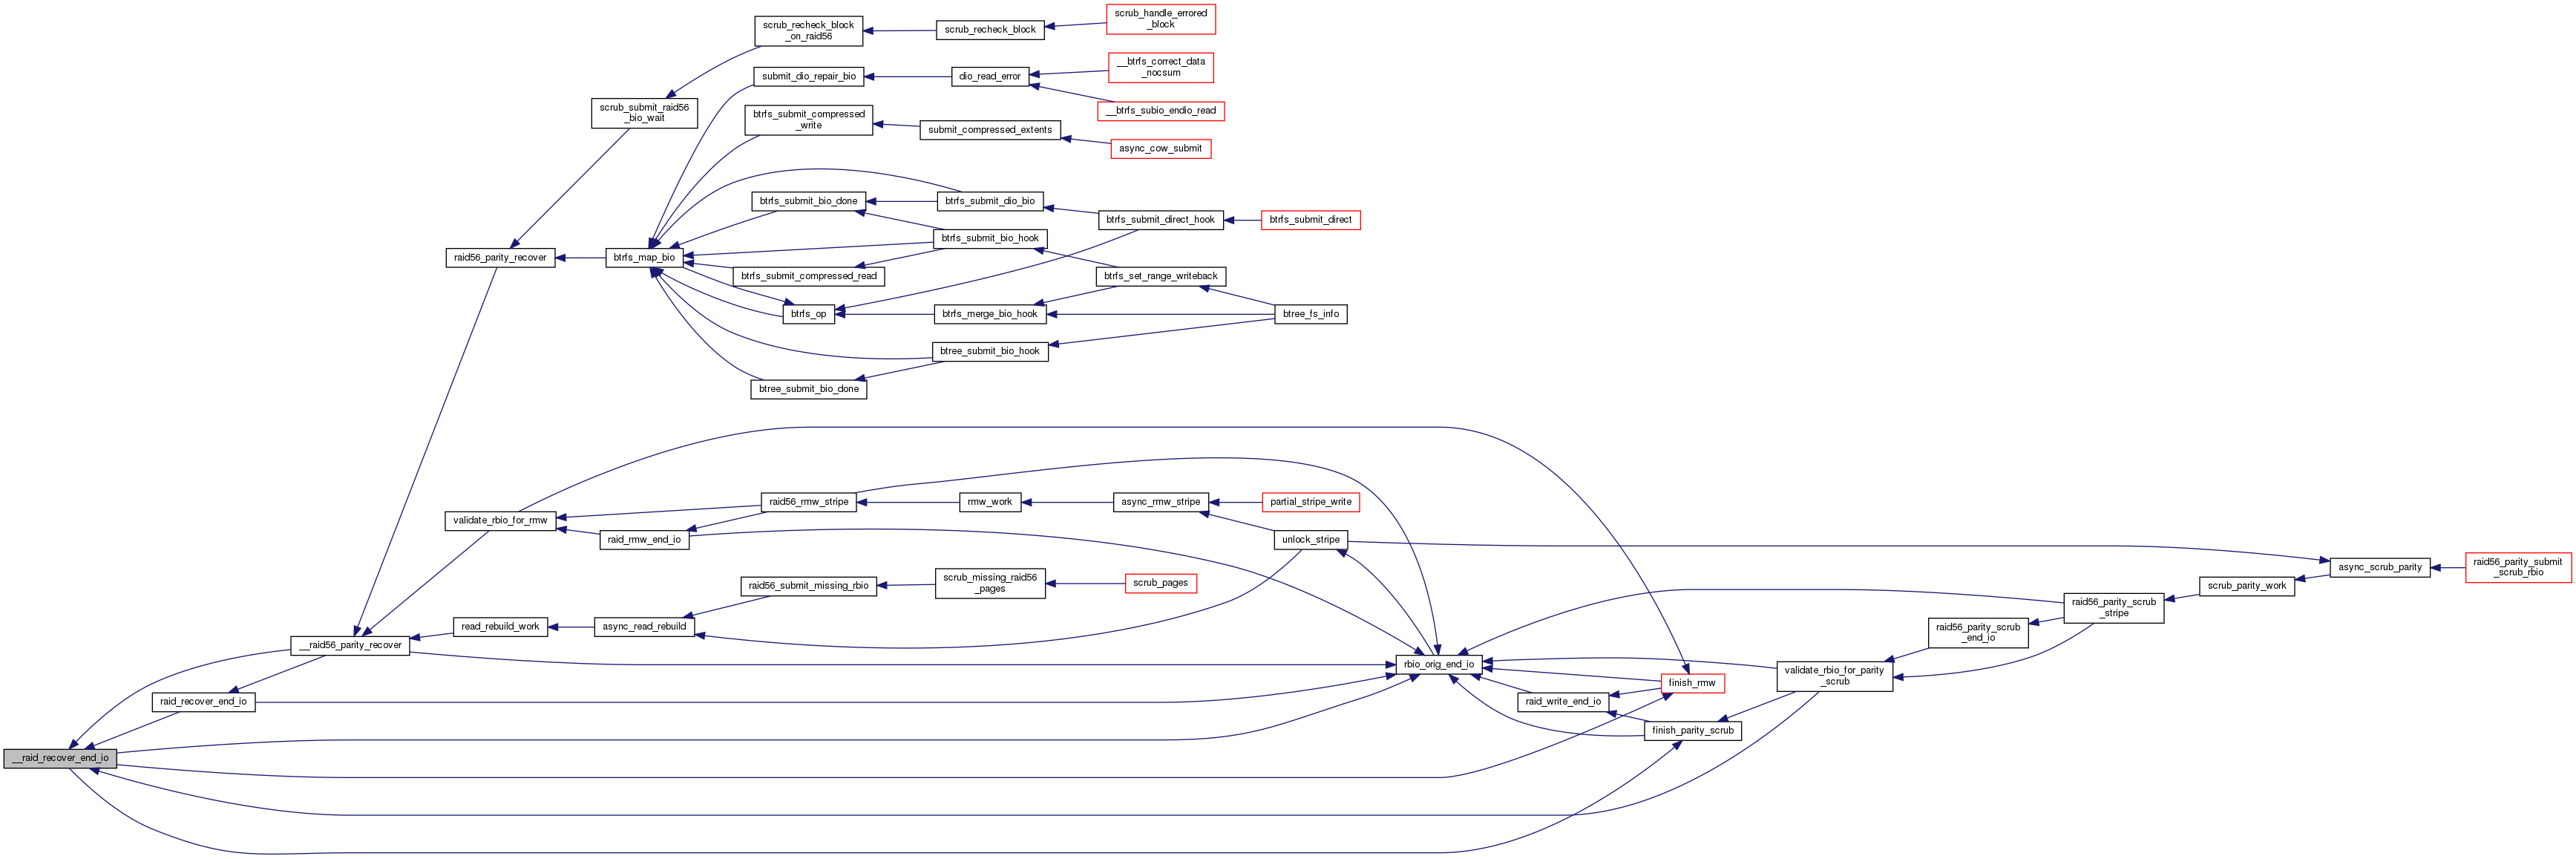 scrub_handle_errored
_block
scrub_recheck_block
_on_raid56
scrub_recheck_block
__btrfs_correct_data
_nocsum
submit_dio_repair_bio
dio_read_error
__btrfs_subio_endio_read
scrub_submit_raid56
_bio_wait
btrfs_submit_compressed
_write
submit_compressed_extents
async_cow_submit
btrfs_submit_bio_done
btrfs_submit_dio_bio
btrfs_submit_direct_hook
btrfs_submit_direct
btrfs_submit_bio_hook
raid56_parity_recover
btrfs_map_bio
btrfs_submit_compressed_read
btrfs_set_range_writeback
btrfs_op
btrfs_merge_bio_hook
btree_fs_info
btree_submit_bio_hook
btree_submit_bio_done
raid56_rmw_stripe
rmw_work
async_rmw_stripe
partial_stripe_write
validate_rbio_for_rmw
raid_rmw_end_io
unlock_stripe
async_scrub_parity
raid56_parity_submit
_scrub_rbio
raid56_submit_missing_rbio
scrub_missing_raid56
_pages
scrub_pages
scrub_parity_work
raid56_parity_scrub
_stripe
read_rebuild_work
async_read_rebuild
raid56_parity_scrub
_end_io
__raid56_parity_recover
rbio_orig_end_io
validate_rbio_for_parity
_scrub
finish_rmw
raid_recover_end_io
raid_write_end_io
finish_parity_scrub
__raid_recover_end_io